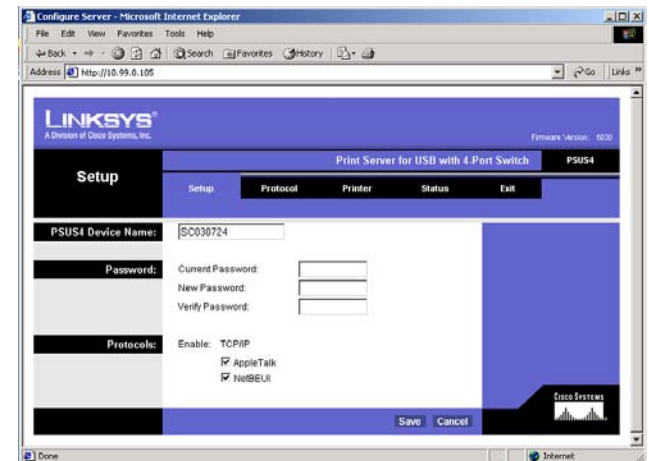 Configure Server - Microsoft Internet Explorer
File Edit View Favorites Tools Help
Back Search Favorites History
Address http://10.99.0.105 Go Links »
LINKSYS®
A Division of Cisco Systems, Inc.
Firmware Version: 6030
Print Server for USB with 4-Port Switch PSUS4
Setup
Setup Protocol Printer Status Exit
PSUS4 Device Name: SC030724
Password: Current Password:
New Password:
Verify Password:
Protocols: Enable: TCP/IP
AppleTalk
NetBEUI
CISCO SYSTEMS
Save Cancel
Done Internet